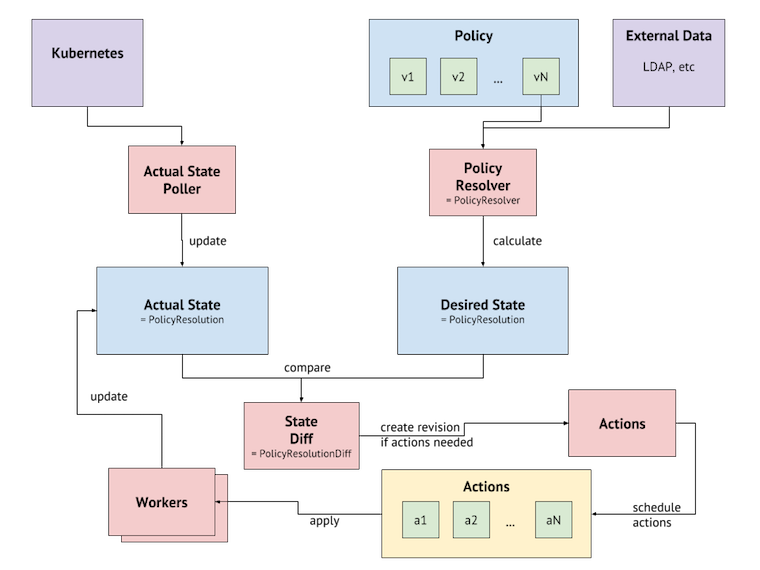 Kubernetes
Policy
v1
v2
...
vN
External Data
LDAP, etc
Actual State
Poller
Policy
Resolver
= PolicyResolver
update
calculate
Actual State
= PolicyResolution
Desired State
= PolicyResolution
compare
update
State
Diff
= PolicyResolutionDiff
create revision
if actions needed
Actions
Workers
apply
Actions
a1
a2
...
aN
schedule
actions